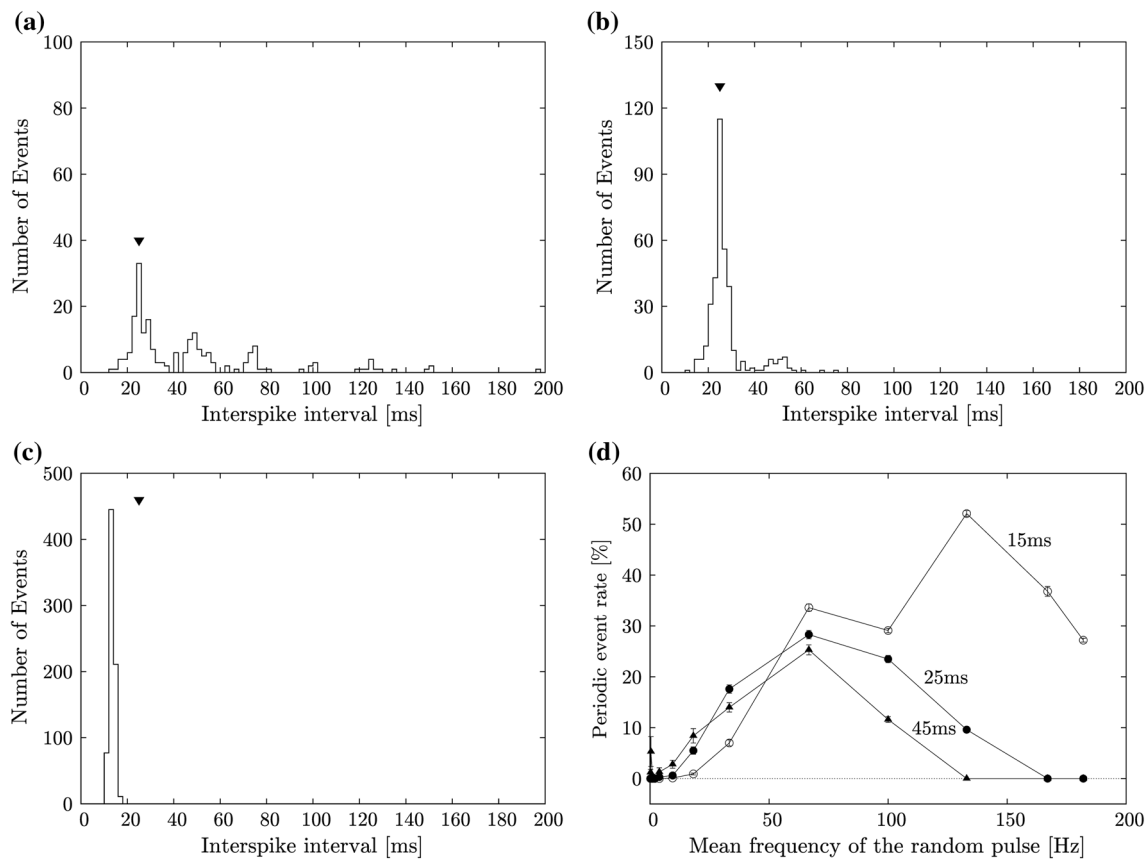 (a)
100
80
60
40
20
0
Number of Events
0 20 40 60 80 100 120 140 160 180 200
Interspike interval [ms]
(b)
150
120
90
60
30
0
Number of Events
0 20 40 60 80 100 120 140 160 180 200
Interspike interval [ms]
(c)
500
400
300
200
100
0
Number of Events
0 20 40 60 80 100 120 140 160 180 200
Interspike interval [ms]
(d)
60
50
40
30
20
10
0
Periodic event rate [%]
15ms
25ms
45ms
0 50 100 150 200
Mean frequency of the random pulse [Hz]